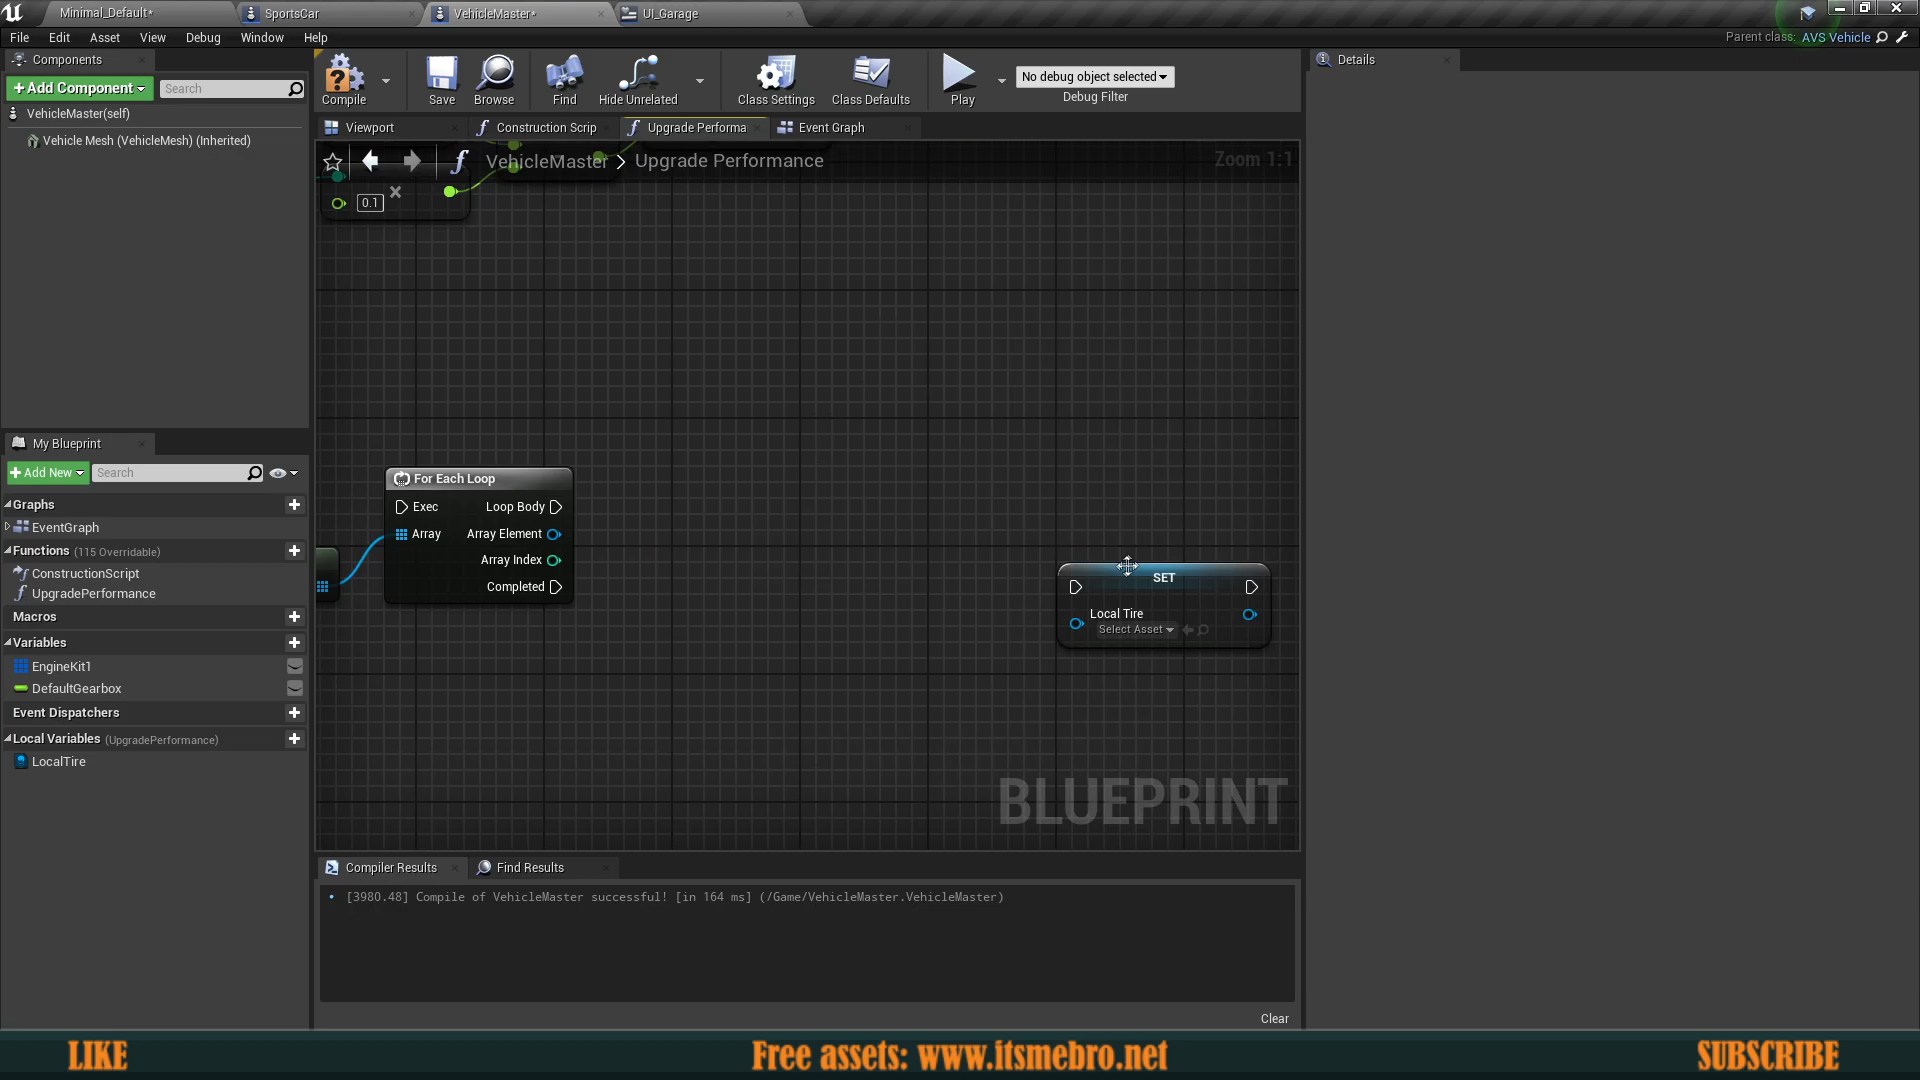 Minimal_Default*
SportsCar
VehicleMaster*
UI_Garage
File Edit Asset View Debug Window Help
Parent class: AVS Vehicle
Components
+Add Component
Search
VehicleMaster(self)
Vehicle Mesh (VehicleMesh) (Inherited)
Compile
Save
Browse
Find
Hide Unrelated
Class Settings
Class Defaults
Play
No debug object selected
Debug Filter
Details
Viewport
Construction Scrip
Upgrade Performa
Event Graph
VehicleMaster > Upgrade Performance
Zoom 1:1
0.1
For Each Loop
Exec
Loop Body
Array
Array Element
Array Index
Completed
SET
Local Tire
Select Asset
BLUEPRINT
My Blueprint
+Add New
Search
Graphs
EventGraph
Functions (115 Overridable)
ConstructionScript
UpgradePerformance
Macros
Variables
EngineKit1
DefaultGearbox
Event Dispatchers
Local Variables (UpgradePerformance)
LocalTire
Compiler Results
Find Results
[3980.48] Compile of VehicleMaster successful! [in 164 ms] (/Game/VehicleMaster.VehicleMaster)
Clear
LIKE
Free assets: www.itsmebro.net
SUBSCRIBE